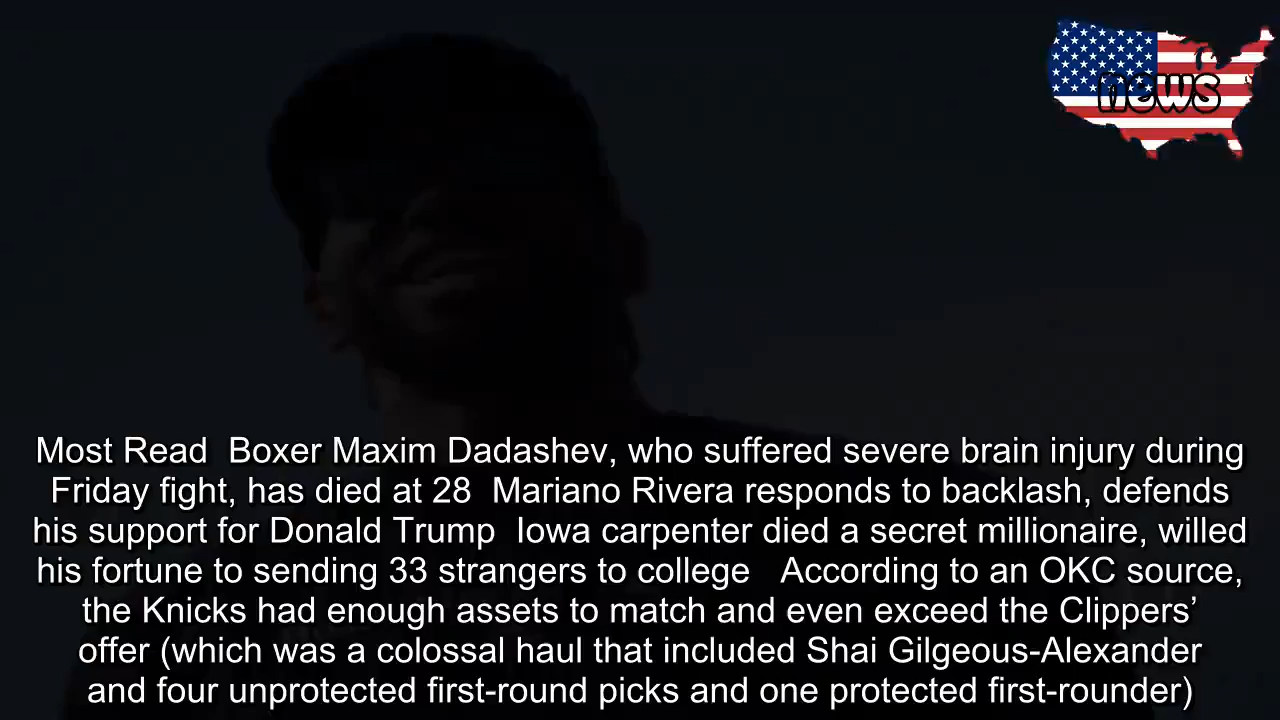 news
Most Read  Boxer Maxim Dadashev, who suffered severe brain injury during
Friday fight, has died at 28  Mariano Rivera responds to backlash, defends
his support for Donald Trump  Iowa carpenter died a secret millionaire, willed
his fortune to sending 33 strangers to college   According to an OKC source,
the Knicks had enough assets to match and even exceed the Clippers’
offer (which was a colossal haul that included Shai Gilgeous-Alexander
and four unprotected first-round picks and one protected first-rounder)